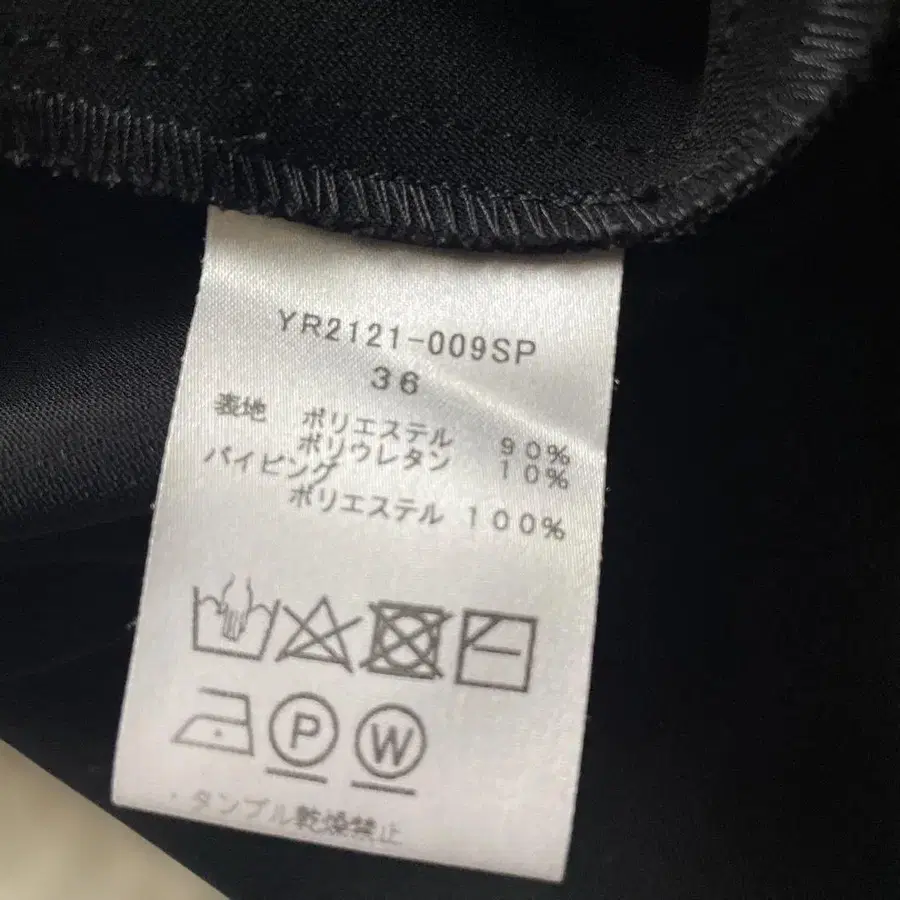 YR2121-009SP
36
表地 ポリエステル 90%
ポリウレタン 10%
パイピング
ポリエステル 100%
P W
・タンブル乾燥禁止